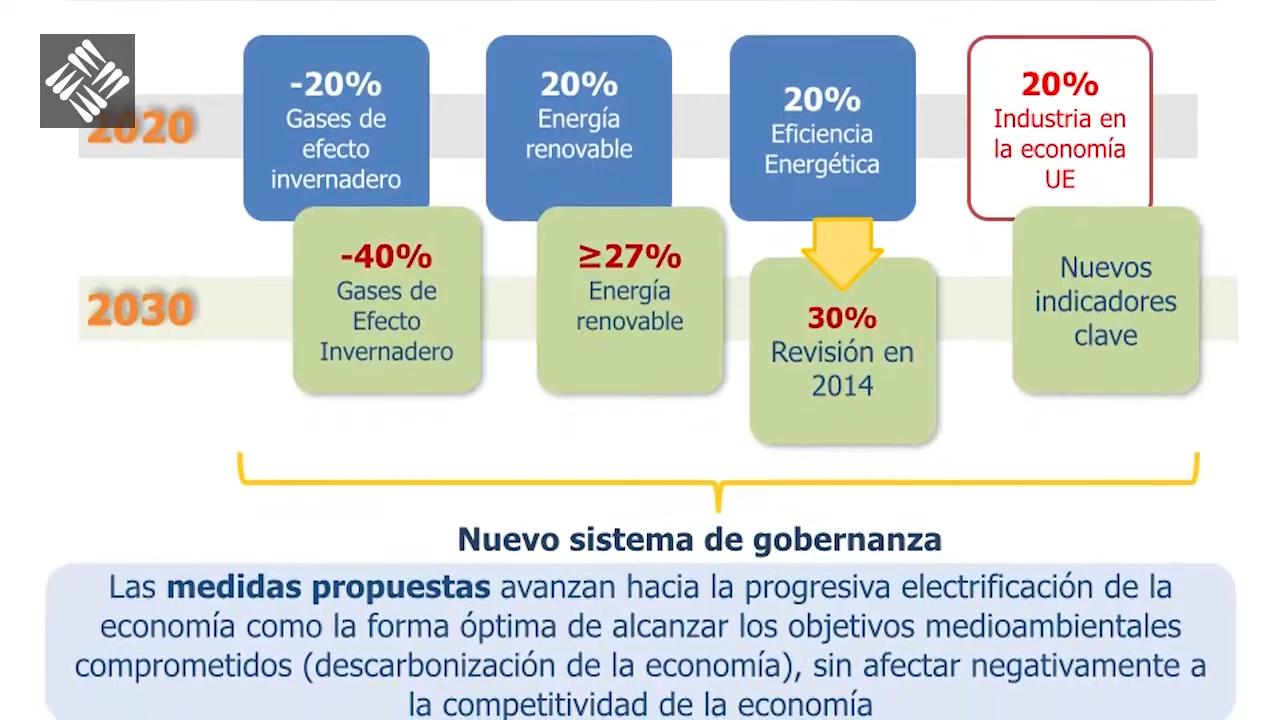 2020
-20%
Gases de
efecto
invernadero
20%
Energía
renovable
20%
Eficiencia
Energética
20%
Industria en
la economía
UE
2030
-40%
Gases de
Efecto
Invernadero
≥27%
Energía
renovable
30%
Revisión en
2014
Nuevos
indicadores
clave
Nuevo sistema de gobernanza
Las medidas propuestas avanzan hacia la progresiva electrificación de la
economía como la forma óptima de alcanzar los objetivos medioambientales
comprometidos (descarbonización de la economía), sin afectar negativamente a
la competitividad de la economía